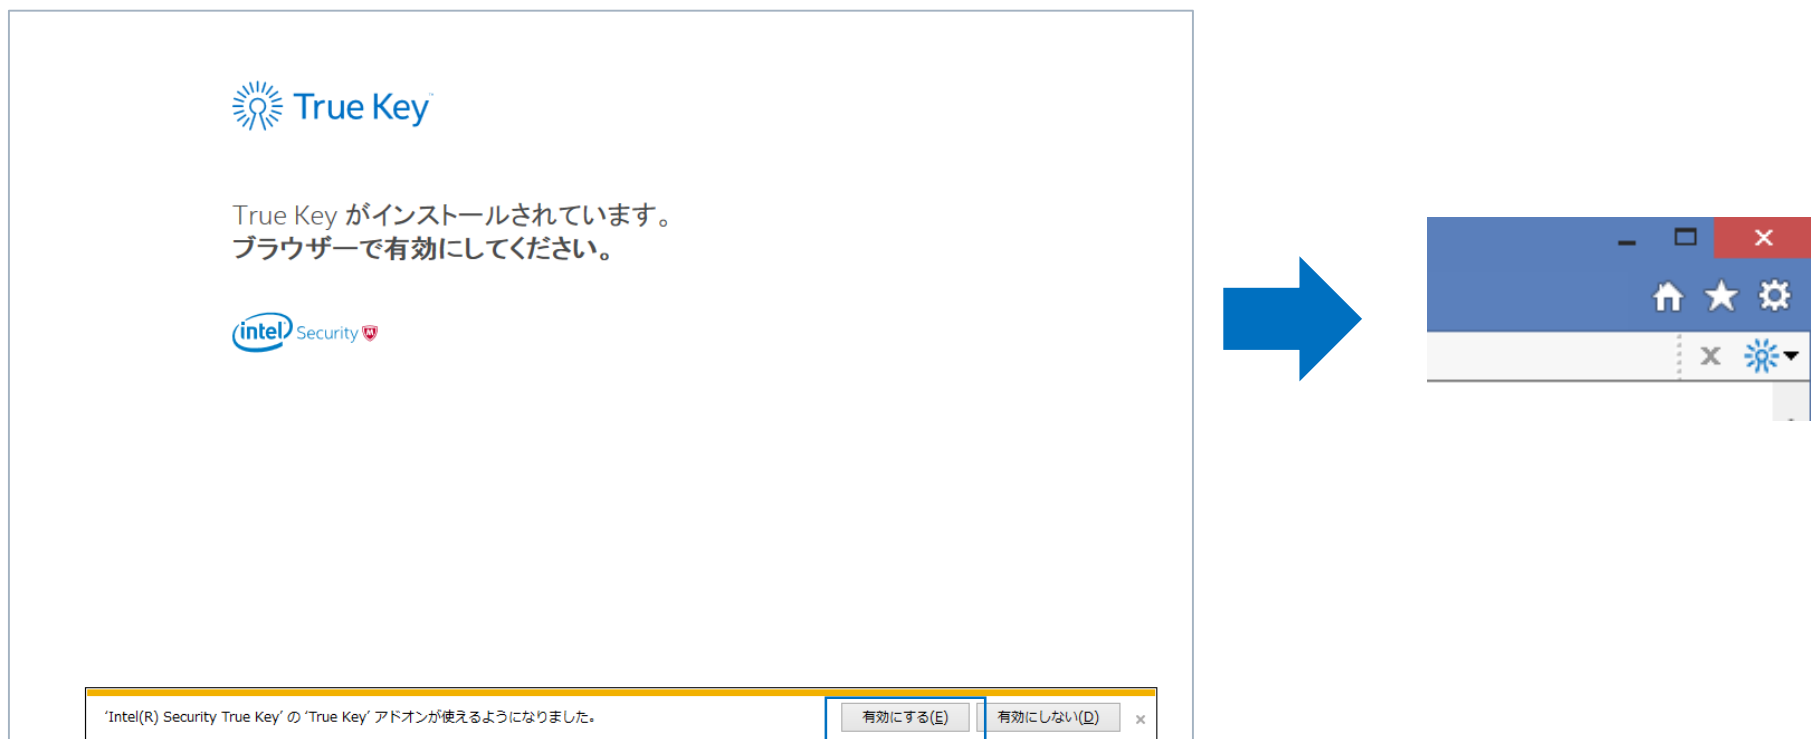 True Key™
True Key がインストールされています。
ブラウザーで有効にしてください。
intel Security
'Intel(R) Security True Key' の 'True Key' アドオンが使えるようになりました。
有効にする(E)
有効にしない(D)
×